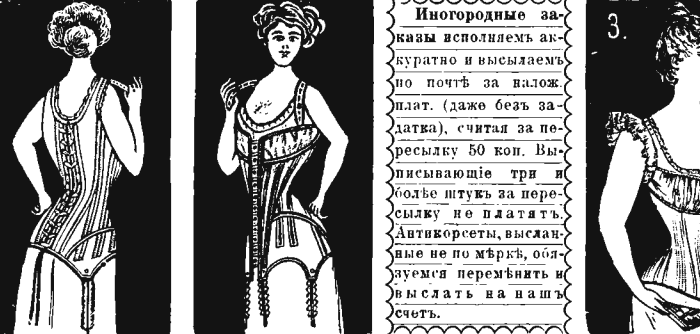 Иногородные за-
казы исполняемъ ак-
куратно и высылаемъ
по почтѣ за налож.
плат. (даже безъ за-
датка), считая за пе-
ресылку 50 коп. Вы-
писывающіе три и
болѣе штукъ за пере-
сылку не платятъ.
Антикорсеты, выслан-
ные не по мѣркѣ, обя-
зуемся перемѣнить и
выслать на нашъ
счетъ.
3.